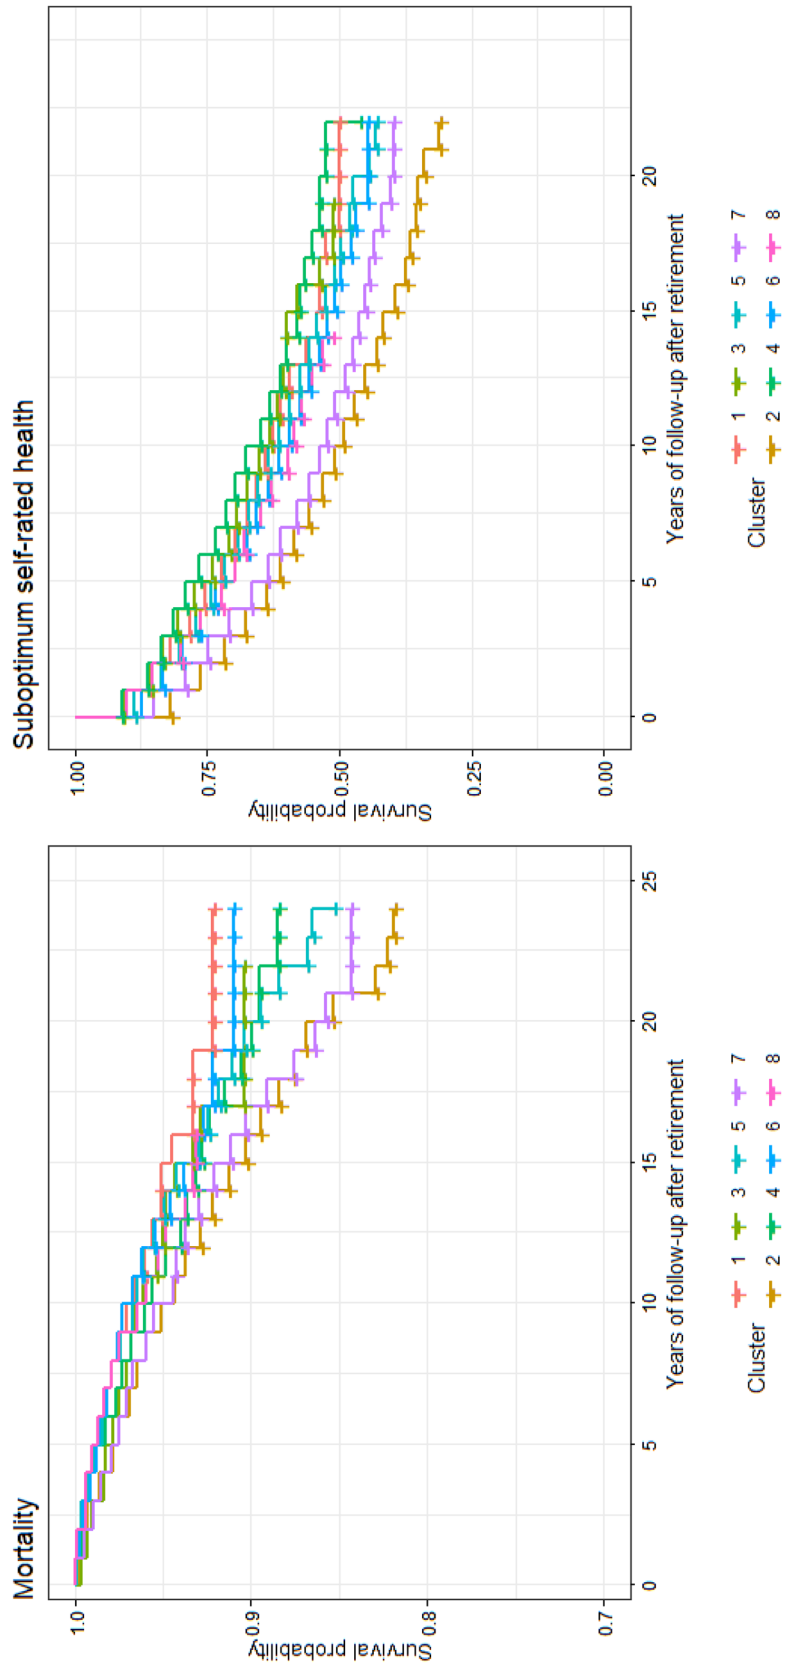 Mortality
Survival probability
1.0
0.9
0.8
0.7
0 5 10 15 20 25
Years of follow-up after retirement
Cluster
1 3 5 7
2 4 6 8
Suboptimum self-rated health
Survival probability
1.00
0.75
0.50
0.25
0.00
0 5 10 15 20
Years of follow-up after retirement
Cluster
1 3 5 7
2 4 6 8